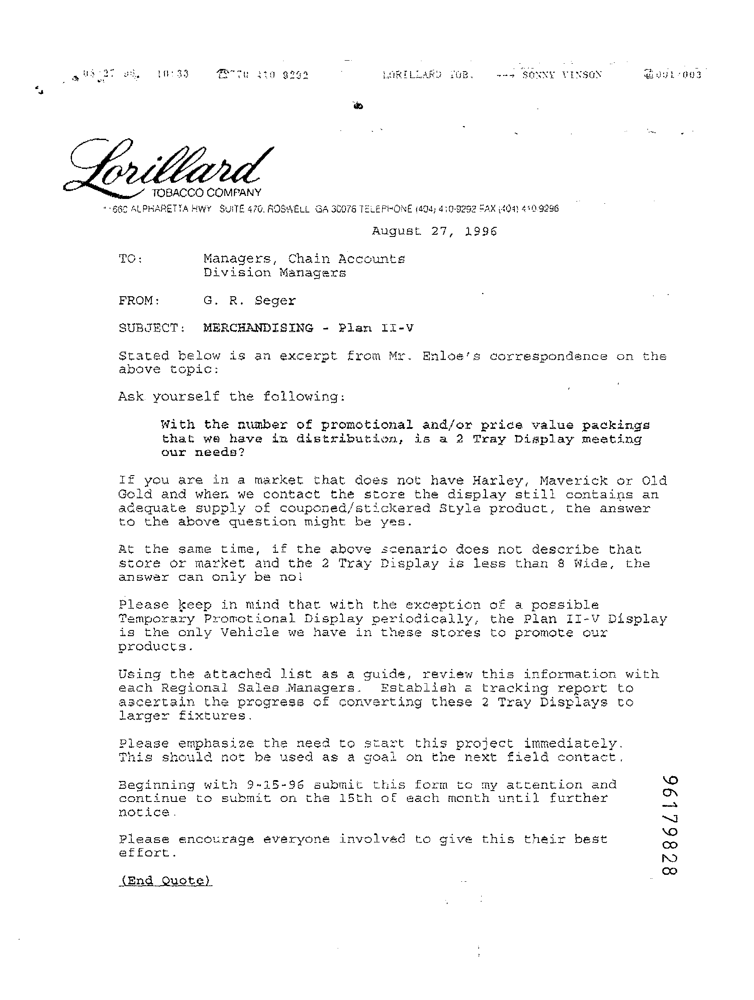 10:33 ☎770 410 9292 LORILLARD TOB. →→→ SONNY VINSON 001/003
Lorillard
TOBACCO COMPANY
ALPHARETTA HWY SUITE 470, ROSWELL GA 30076 TELEPHONE (404) 410-9292 FAX (404) 410-9296
August 27, 1996
TO: Managers, Chain Accounts
Division Managers
FROM: G. R. Seger
SUBJECT: MERCHANDISING - Plan II-V
Stated below is an excerpt from Mr. Enloe's correspondence on the
above topic:
Ask yourself the following:
With the number of promotional and/or price value packings
that we have in distribution, is a 2 Tray Display meeting
our needs?
If you are in a market that does not have Harley, Maverick or Old
Gold and when we contact the store the display still contains an
adequate supply of couponed/stickered Style product, the answer
to the above question might be yes.
At the same time, if the above scenario does not describe that
store or market and the 2 Tray Display is less than 8 Wide, the
answer can only be no!
Please keep in mind that with the exception of a possible
Temporary Promotional Display periodically, the Plan II-V Display
is the only Vehicle we have in these stores to promote our
products.
Using the attached list as a guide, review this information with
each Regional Sales Managers. Establish a tracking report to
ascertain the progress of converting these 2 Tray Displays to
larger fixtures.
Please emphasize the need to start this project immediately.
This should not be used as a goal on the next field contact.
Beginning with 9-15-96 submit this form to my attention and
continue to submit on the 15th of each month until further
notice.
Please encourage everyone involved to give this their best
effort.
(End Quote)
96179828